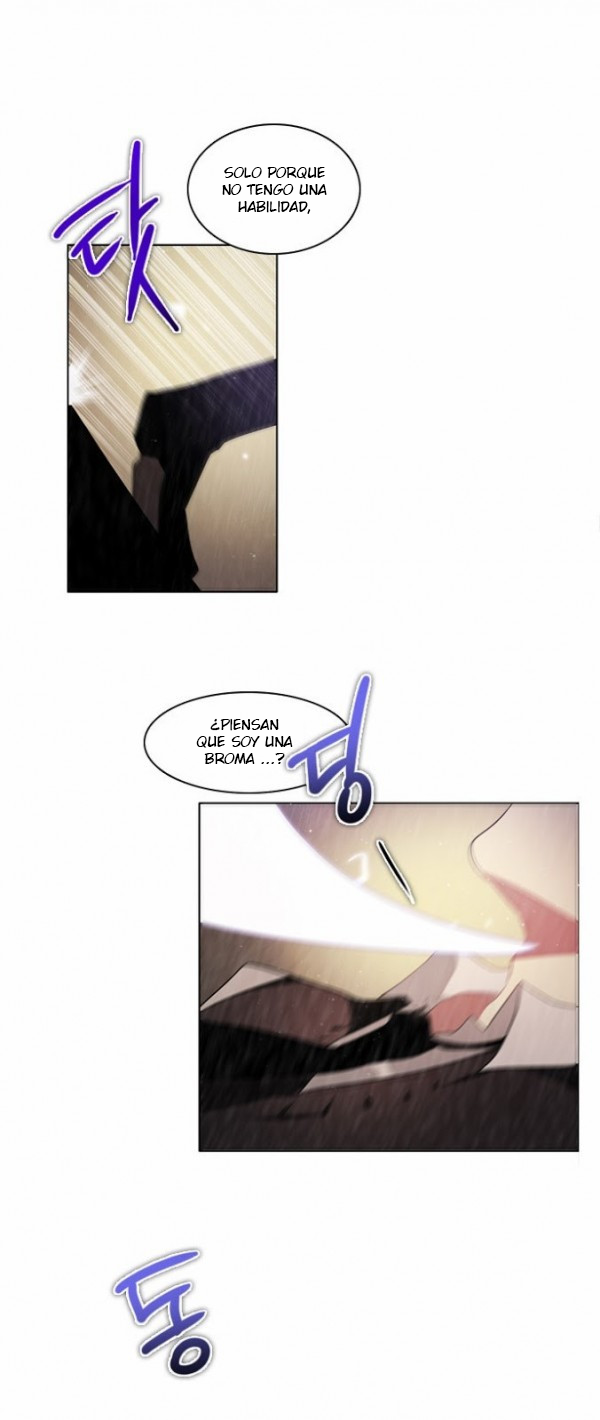 SOLO PORQUE
NO TENGO UNA
HABILIDAD,
탓
¿PIENSAN
QUE SOY UNA
BROMA ...?
덩
동